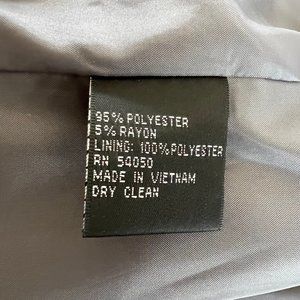 95% POLYESTER
5% RAYON
LINING: 100% POLYESTER
RN 54050
MADE IN VIETNAM
DRY CLEAN